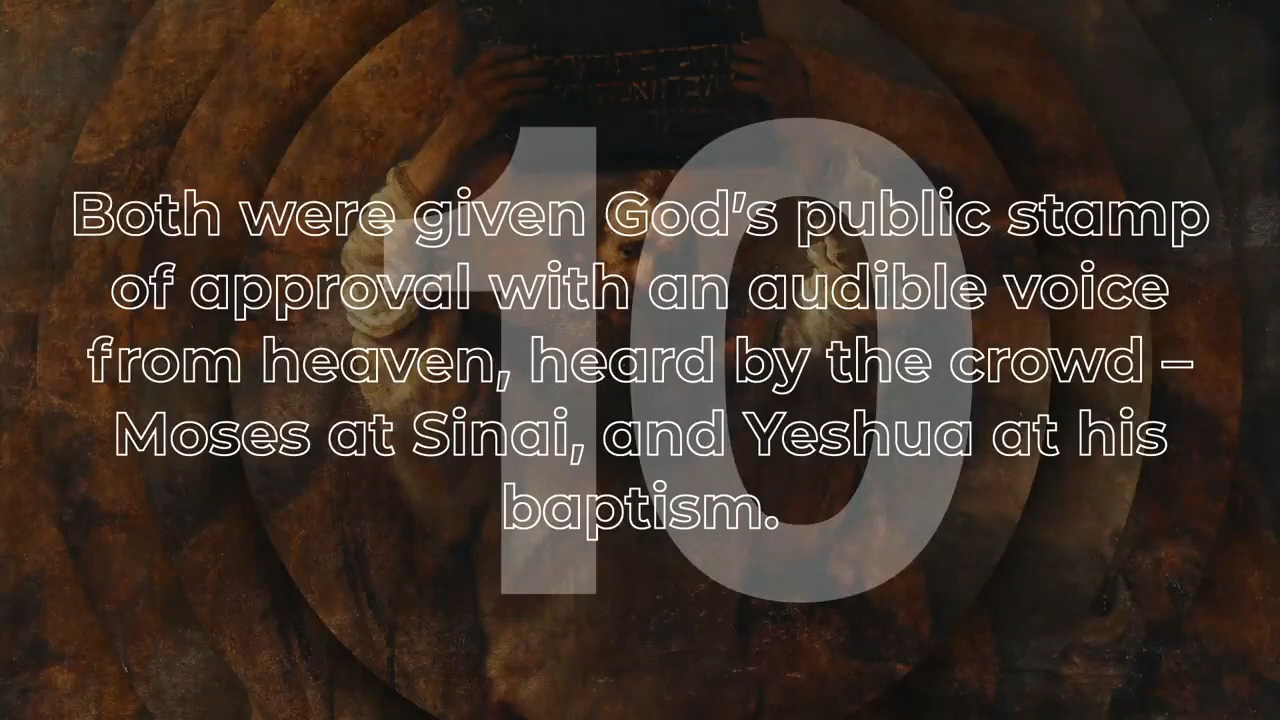 10
Both were given God's public stamp
of approval with an audible voice
from heaven, heard by the crowd –
Moses at Sinai, and Yeshua at his
baptism.